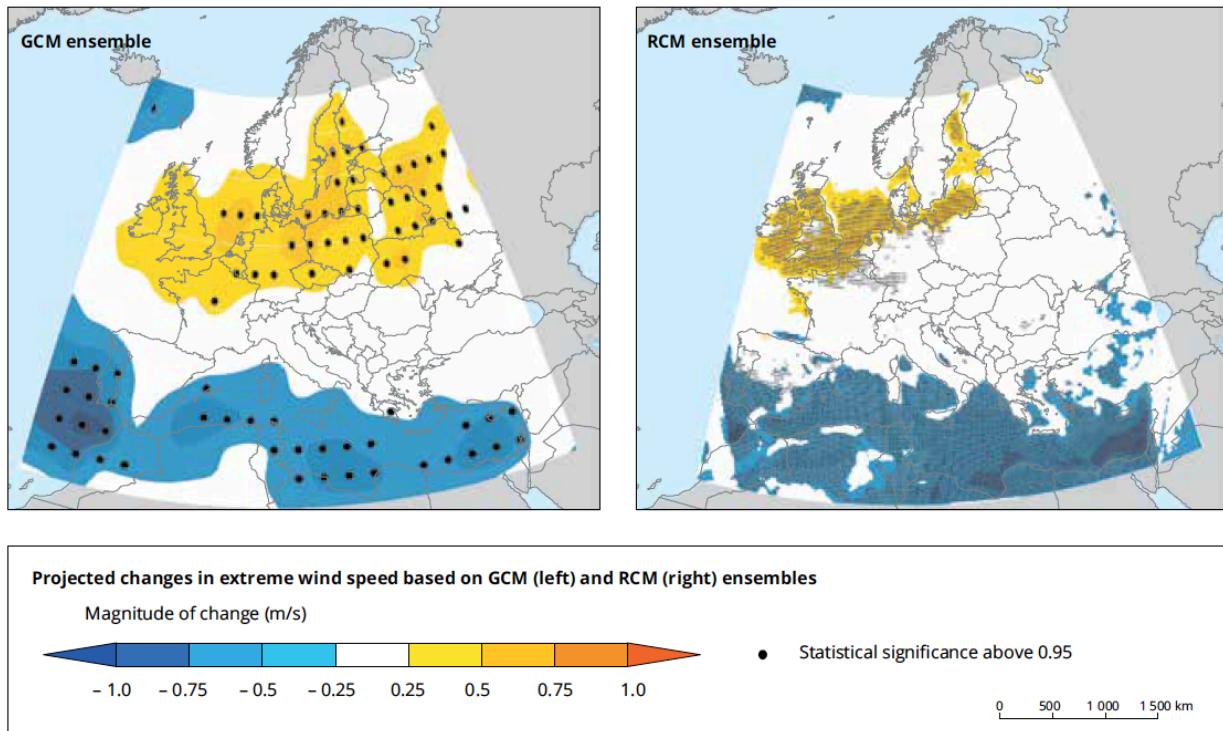 GCM ensemble
RCM ensemble
Projected changes in extreme wind speed based on GCM (left) and RCM (right) ensembles
Magnitude of change (m/s)
– 1.0 – 0.75 – 0.5 – 0.25 0.25 0.5 0.75 1.0
Statistical significance above 0.95
0 500 1 000 1 500 km